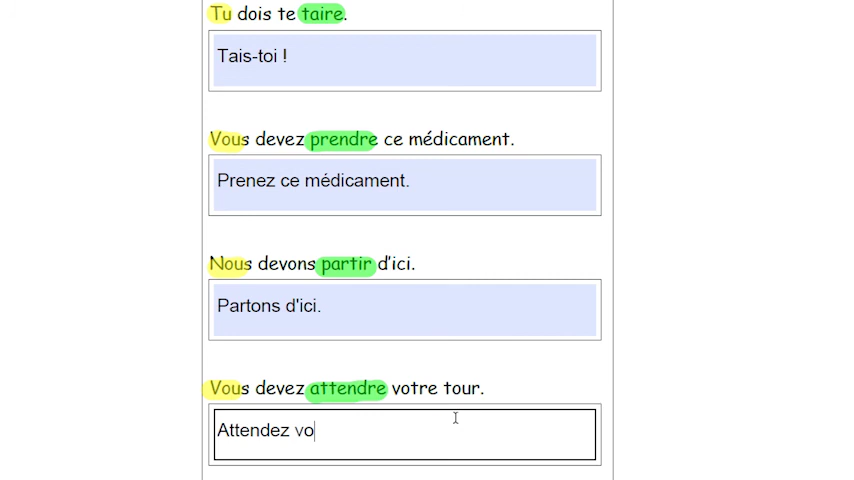 Tu dois te taire.
Tais-toi !
Vous devez prendre ce médicament.
Prenez ce médicament.
Nous devons partir d'ici.
Partons d'ici.
Vous devez attendre votre tour.
Attendez vo